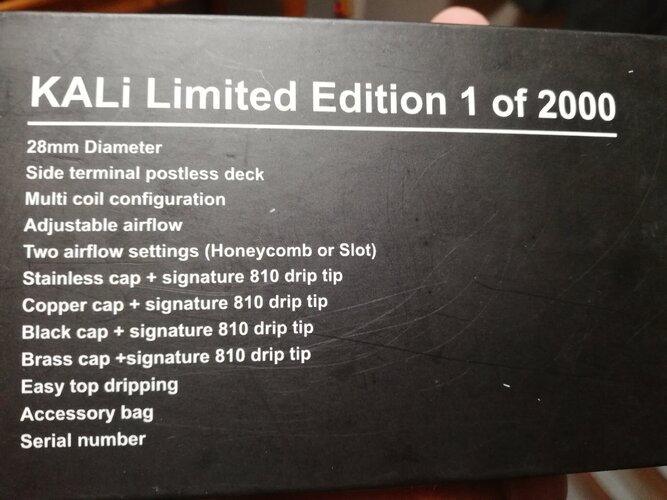 KALi Limited Edition 1 of 2000
28mm Diameter
Side terminal postless deck
Multi coil configuration
Adjustable airflow
Two airflow settings (Honeycomb or Slot)
Stainless cap + signature 810 drip tip
Copper cap + signature 810 drip tip
Black cap + signature 810 drip tip
Brass cap +signature 810 drip tip
Easy top dripping
Accessory bag
Serial number